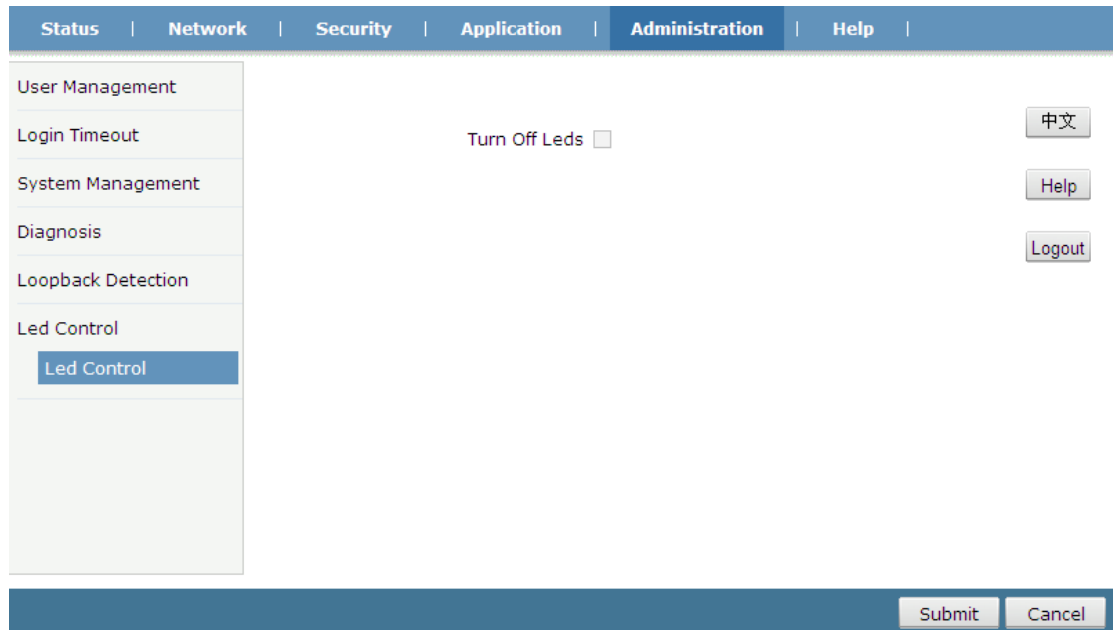 Status | Network | Security | Application | Administration | Help |
User Management
Login Timeout
System Management
Diagnosis
Loopback Detection
Led Control
Led Control
Turn Off Leds
中文
Help
Logout
Submit Cancel